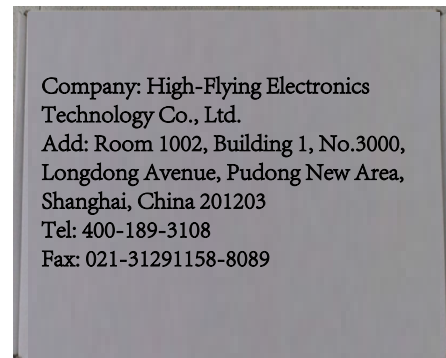 Company: High-Flying Electronics
Technology Co., Ltd.
Add: Room 1002, Building 1, No.3000,
Longdong Avenue, Pudong New Area,
Shanghai, China 201203
Tel: 400-189-3108
Fax: 021-31291158-8089